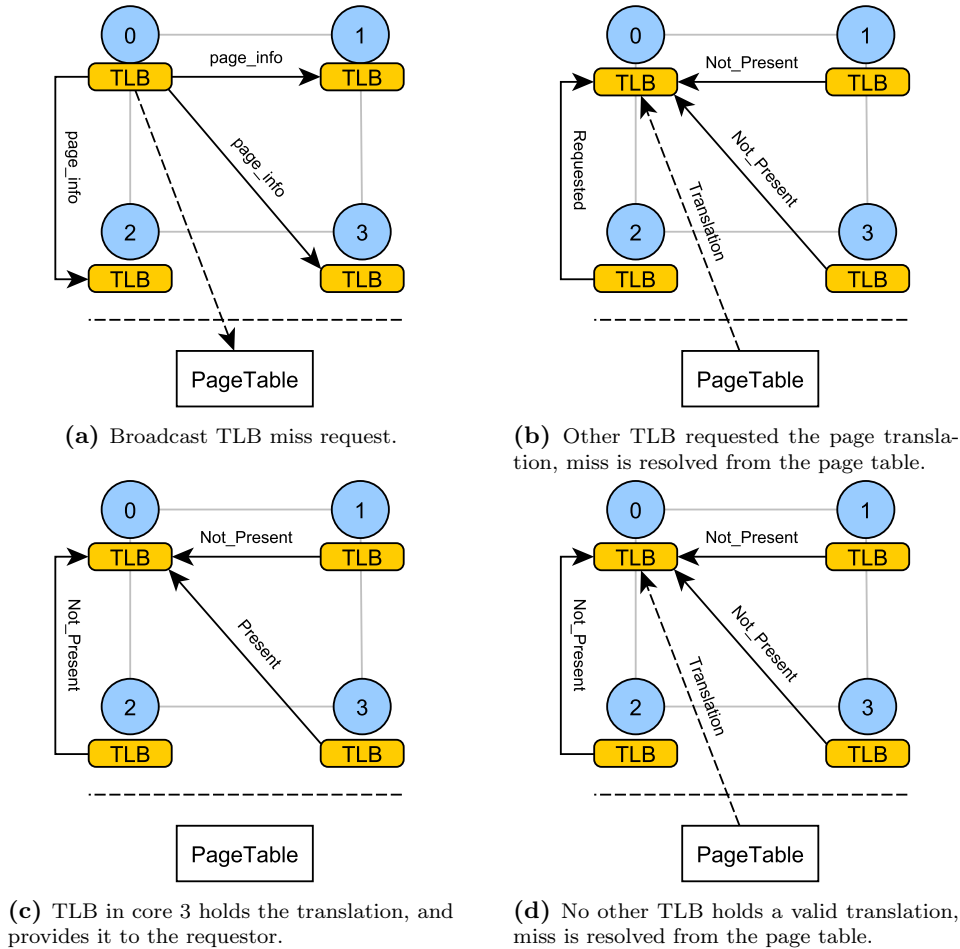 0
1
TLB
page_info
TLB
page_info
page_info
2
3
TLB
TLB
PageTable
(a) Broadcast TLB miss request.
0
1
TLB
Not_Present
TLB
Requested
Not_Present
Translation
2
3
TLB
TLB
PageTable
(b) Other TLB requested the page transla-
tion, miss is resolved from the page table.
0
1
TLB
Not_Present
TLB
Not_Present
Present
2
3
TLB
TLB
PageTable
(c) TLB in core 3 holds the translation, and
provides it to the requestor.
0
1
TLB
Not_Present
TLB
Not_Present
Not_Present
Translation
2
3
TLB
TLB
PageTable
(d) No other TLB holds a valid translation,
miss is resolved from the page table.